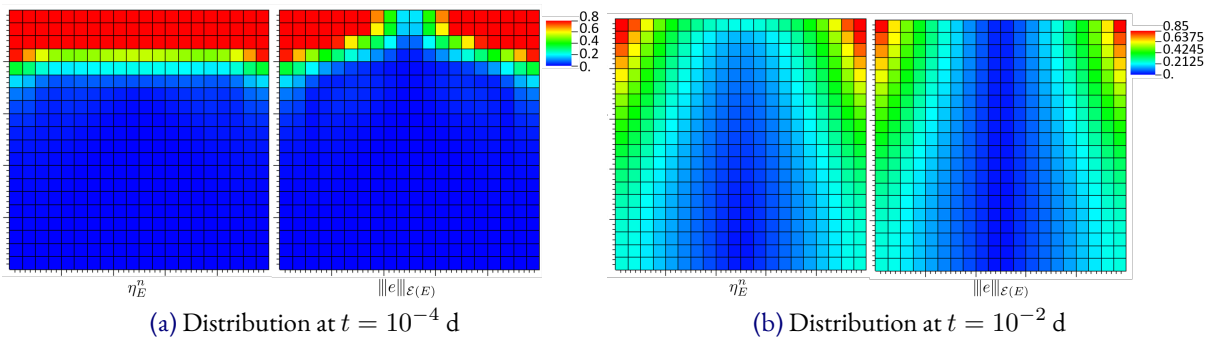 0.8
0.6
0.4
0.2
0.
0.85
0.6375
0.4245
0.2125
0.
η_E^n
|||e|||_{ℰ(E)}
η_E^n
|||e|||_{ℰ(E)}
(a) Distribution at t = 10^{−4} d
(b) Distribution at t = 10^{−2} d